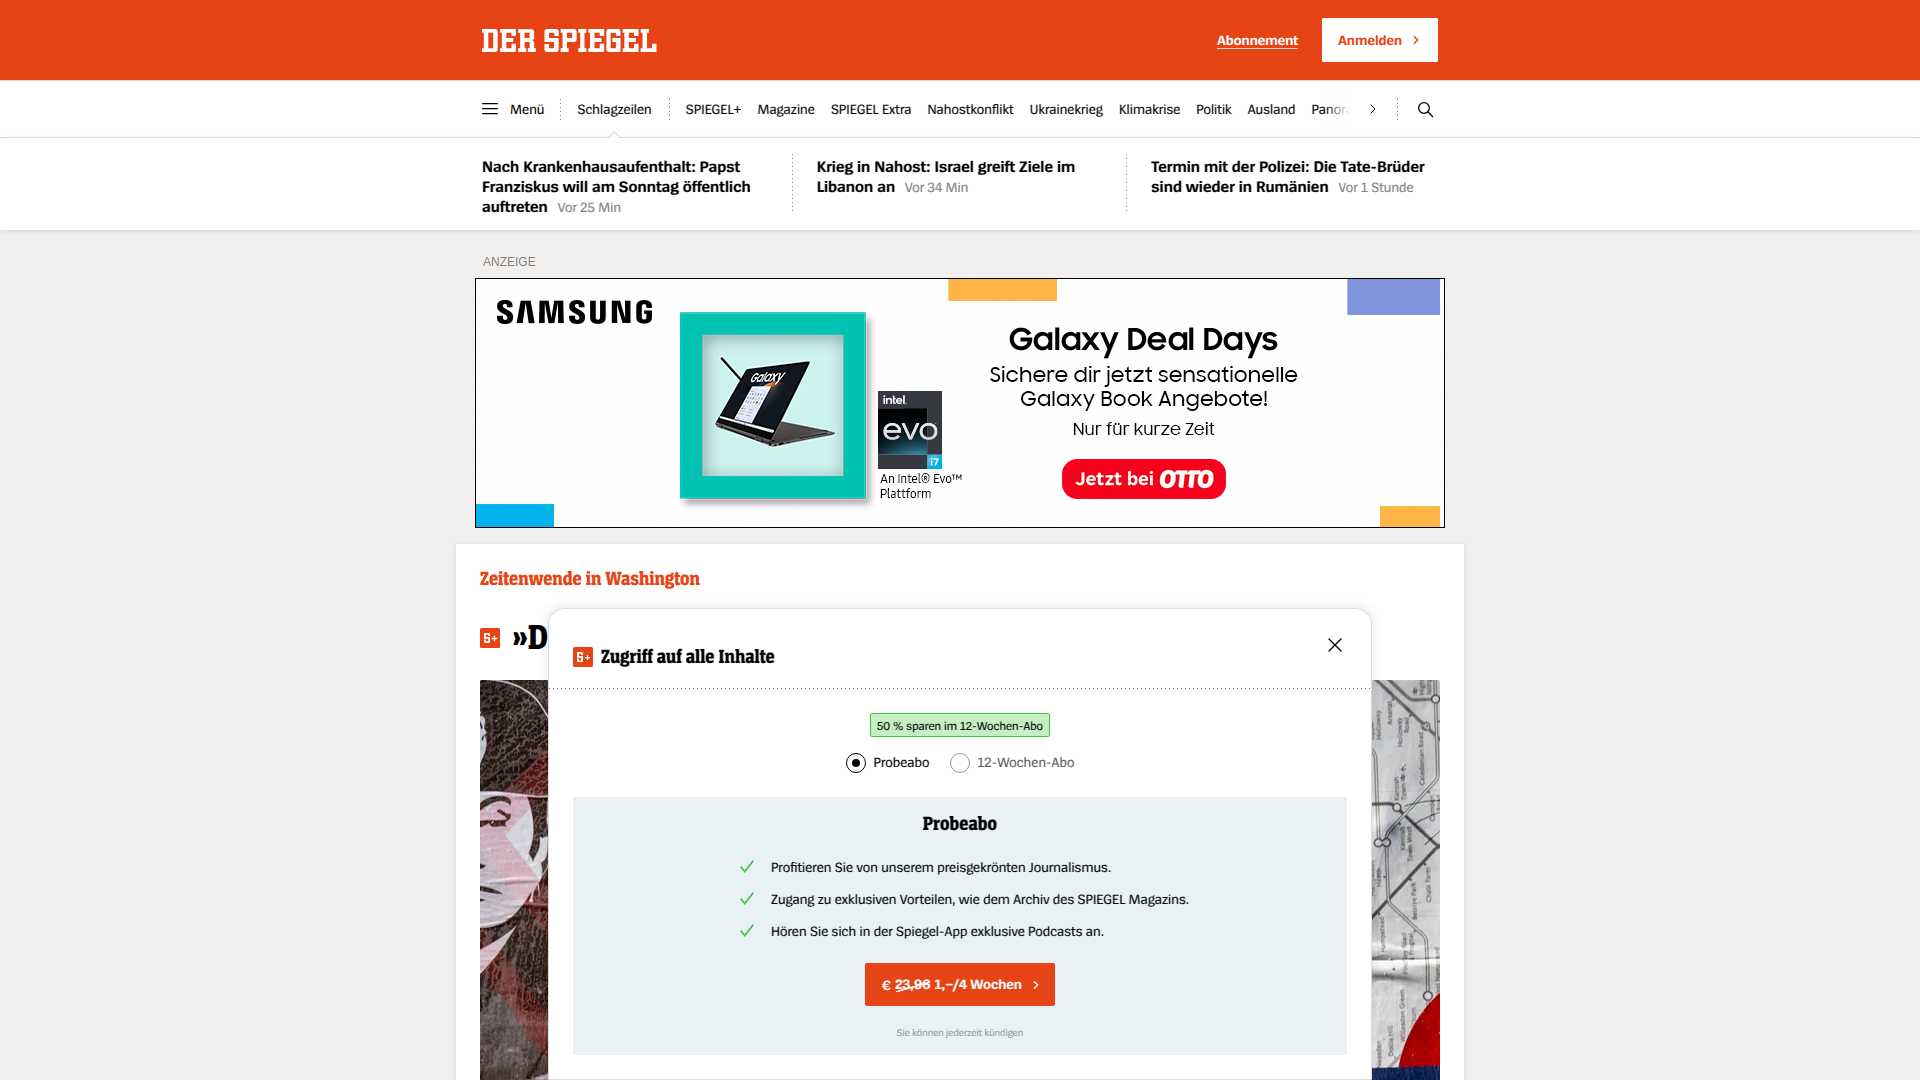 DER SPIEGEL
Abonnement
Anmelden
Menü
Schlagzeilen
SPIEGEL+
Magazine
SPIEGEL Extra
Nahostkonflikt
Ukrainekrieg
Klimakrise
Politik
Ausland
Nach Krankenhausaufenthalt: Papst
Franziskus will am Sonntag öffentlich
auftreten Vor 25 Min
Krieg in Nahost: Israel greift Ziele im
Libanon an Vor 34 Min
Termin mit der Polizei: Die Tate-Brüder
sind wieder in Rumänien Vor 1 Stunde
ANZEIGE
SAMSUNG
Galaxy
intel.
evo
i7
An Intel® Evo™
Plattform
Galaxy Deal Days
Sichere dir jetzt sensationelle
Galaxy Book Angebote!
Nur für kurze Zeit
Jetzt bei OTTO
Zeitenwende in Washington
»D
Zugriff auf alle Inhalte
50 % sparen im 12-Wochen-Abo
Probeabo
12-Wochen-Abo
Probeabo
Profitieren Sie von unserem preisgekrönten Journalismus.
Zugang zu exklusiven Vorteilen, wie dem Archiv des SPIEGEL Magazins.
Hören Sie sich in der Spiegel-App exklusive Podcasts an.
€ 23,96 1,–/4 Wochen
Sie können jederzeit kündigen